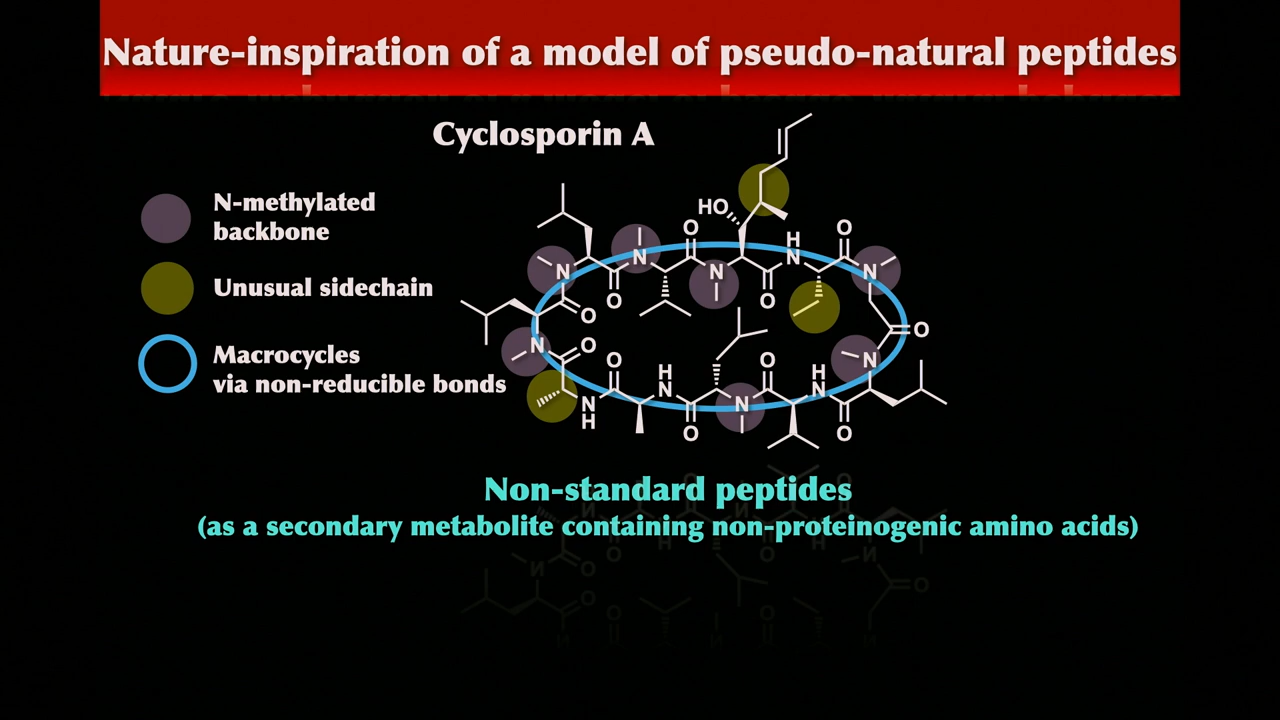 Nature-inspiration of a model of pseudo-natural peptides
Cyclosporin A
N-methylated
backbone
Unusual sidechain
Macrocycles
via non-reducible bonds
HO
O
H
N
O
N
O
N
N
N
O
O
O
O
N
O
O
H
N
O
H
N
N
N
H
O
N
O
Non-standard peptides
(as a secondary metabolite containing non-proteinogenic amino acids)